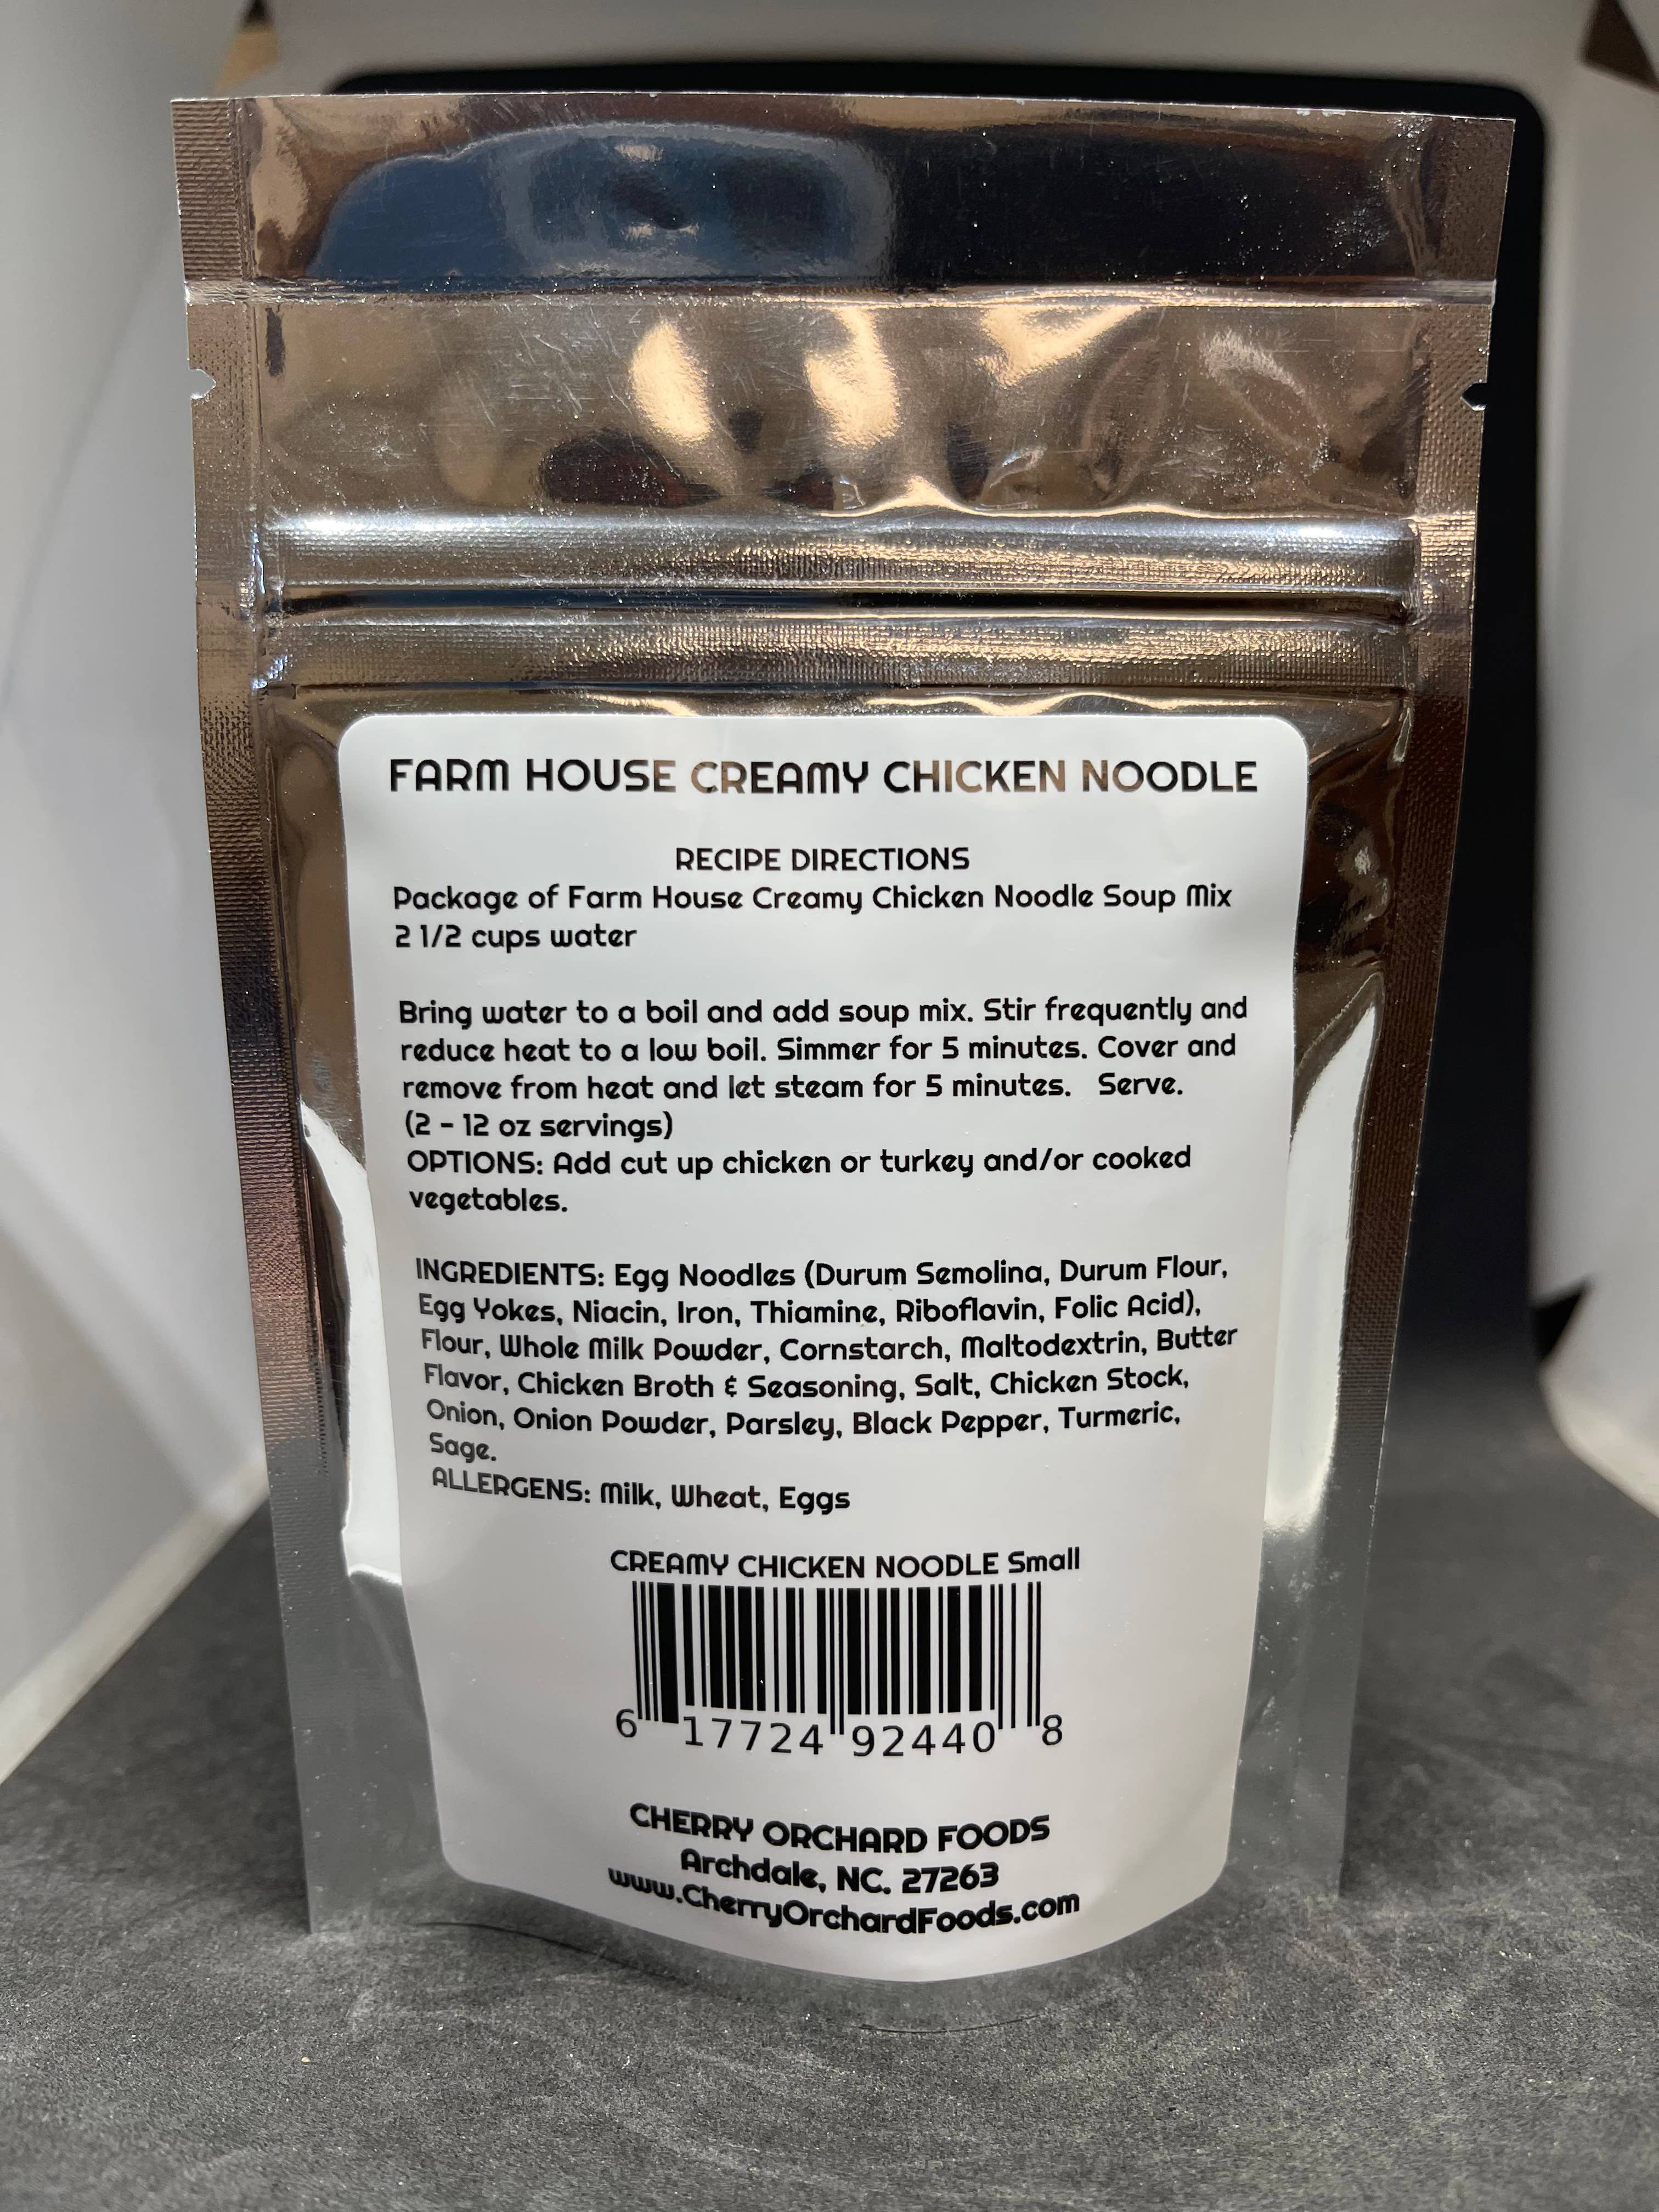 FARM HOUSE CREAMY CHICKEN NOODLE
RECIPE DIRECTIONS
Package of Farm House Creamy Chicken Noodle Soup Mix
2 1/2 cups water
Bring water to a boil and add soup mix. Stir frequently and
reduce heat to a low boil. Simmer for 5 minutes. Cover and
remove from heat and let steam for 5 minutes.   Serve.
(2 - 12 oz servings)
OPTIONS: Add cut up chicken or turkey and/or cooked
vegetables.
INGREDIENTS: Egg Noodles (Durum Semolina, Durum Flour,
Egg Yokes, Niacin, Iron, Thiamine, Riboflavin, Folic Acid),
Flour, Whole Milk Powder, Cornstarch, Maltodextrin, Butter
Flavor, Chicken Broth & Seasoning, Salt, Chicken Stock,
Onion, Onion Powder, Parsley, Black Pepper, Turmeric,
Sage.
ALLERGENS: Milk, Wheat, Eggs
CREAMY CHICKEN NOODLE Small
6 17724 92440 8
CHERRY ORCHARD FOODS
Archdale, NC. 27263
www.CherryOrchardFoods.com